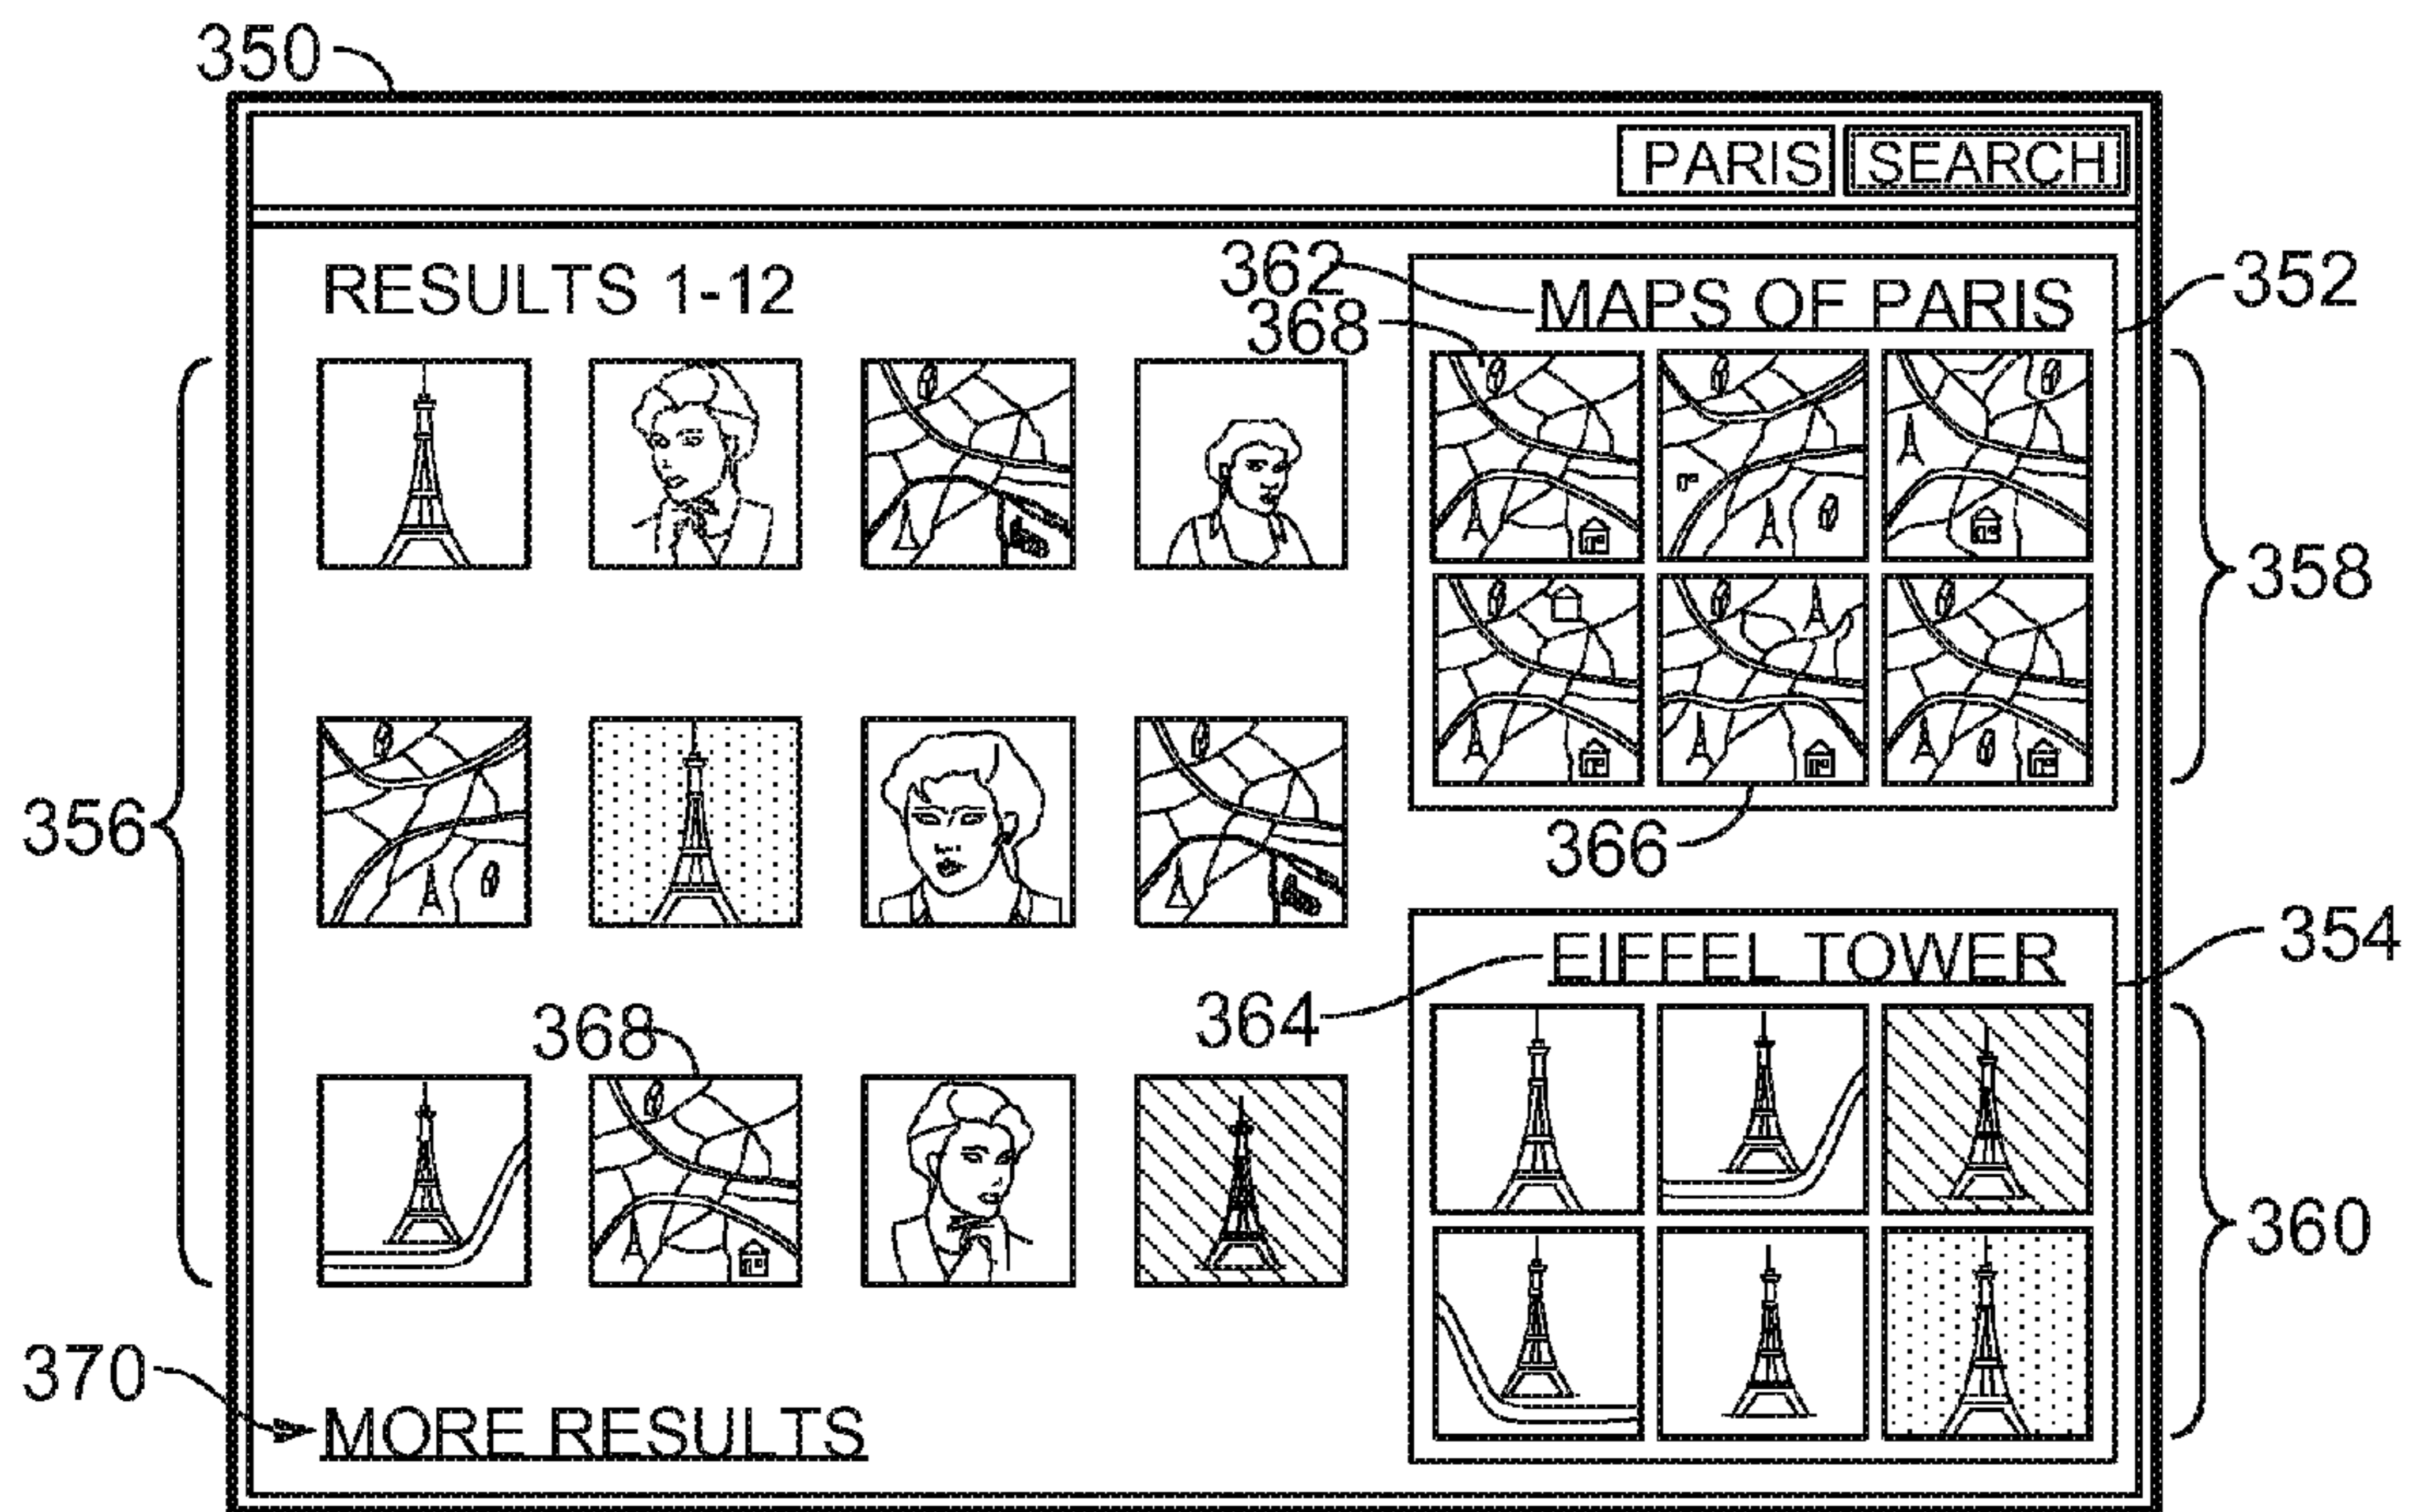 350
PARIS SEARCH
RESULTS 1-12
362
MAPS OF PARIS
352
368
358
356
366
354
EIFFEL TOWER
368
364
360
370
MORE RESULTS